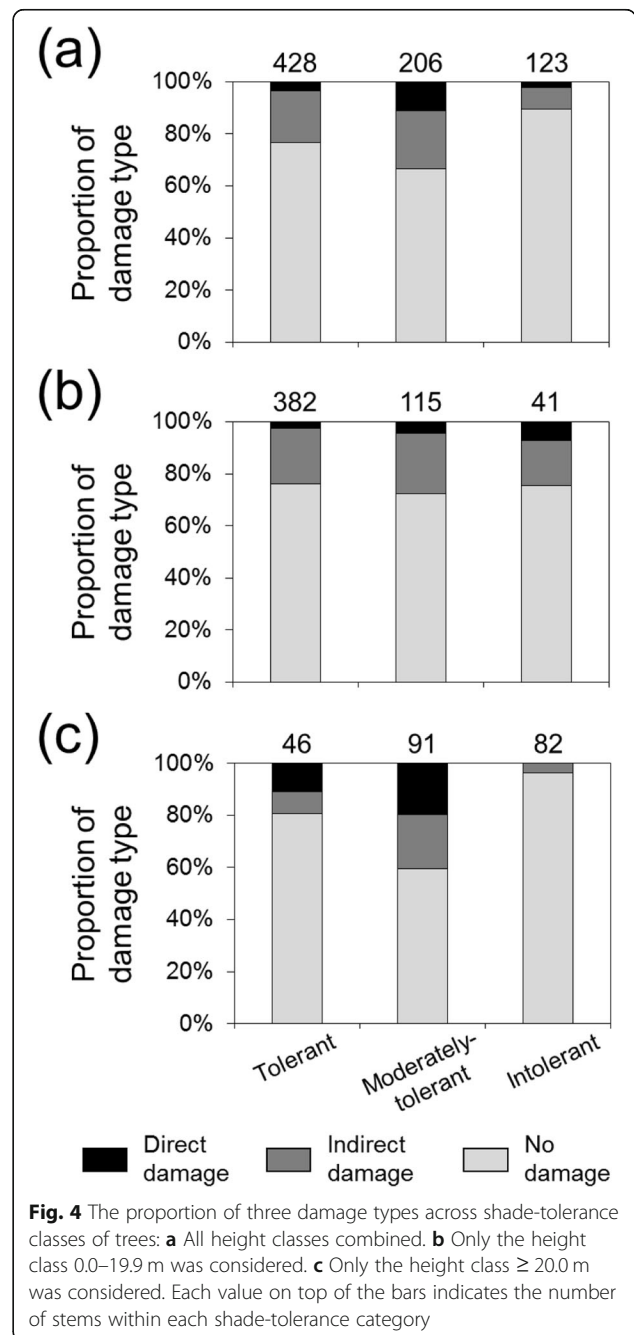 (a)
428 206 123
100%
80%
60%
40%
20%
0%
Proportion of
damage type
(b)
382 115 41
100%
80%
60%
40%
20%
0%
Proportion of
damage type
(c)
46 91 82
100%
80%
60%
40%
20%
0%
Proportion of
damage type
Tolerant
Moderately-
tolerant
Intolerant
Direct
damage
Indirect
damage
No
damage
Fig. 4 The proportion of three damage types across shade-tolerance
classes of trees: a All height classes combined. b Only the height
class 0.0–19.9 m was considered. c Only the height class ≥ 20.0 m
was considered. Each value on top of the bars indicates the number
of stems within each shade-tolerance category